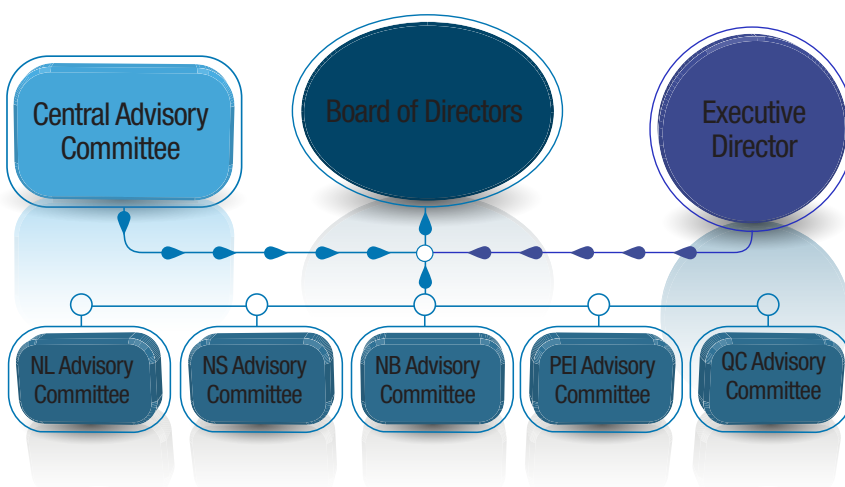 Central Advisory
Committee
Board of Directors
Executive
Director
NL Advisory
Committee
NS Advisory
Committee
NB Advisory
Committee
PEI Advisory
Committee
QC Advisory
Committee